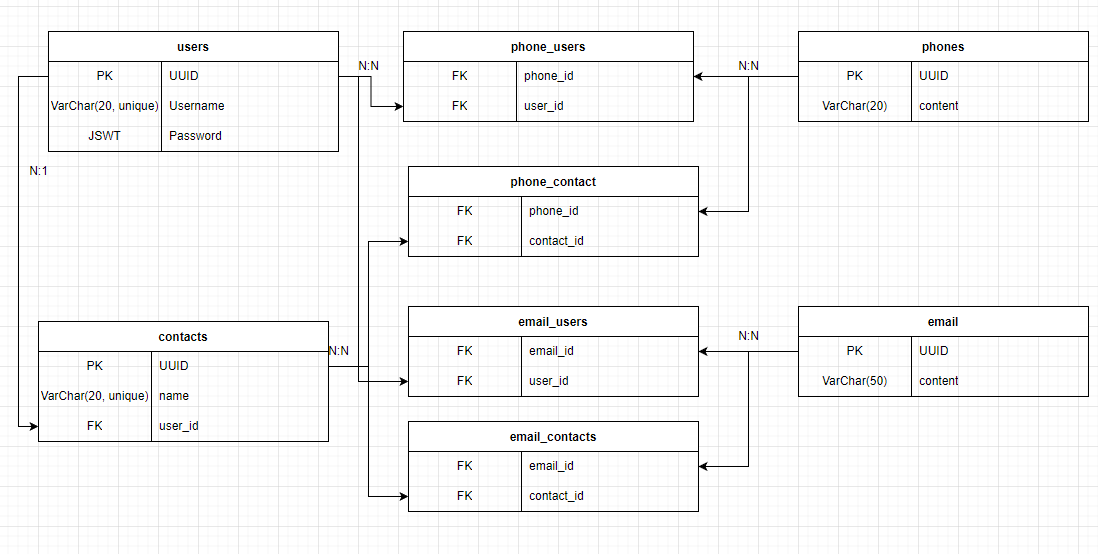 users
PK UUID
VarChar(20, unique) Username
JSWT Password
N:N
phone_users
FK phone_id
FK user_id
N:N
phones
PK UUID
VarChar(20) content
N:1
phone_contact
FK phone_id
FK contact_id
contacts
PK UUID
VarChar(20, unique) name
FK user_id
N:N
email_users
FK email_id
FK user_id
N:N
email
PK UUID
VarChar(50) content
email_contacts
FK email_id
FK contact_id